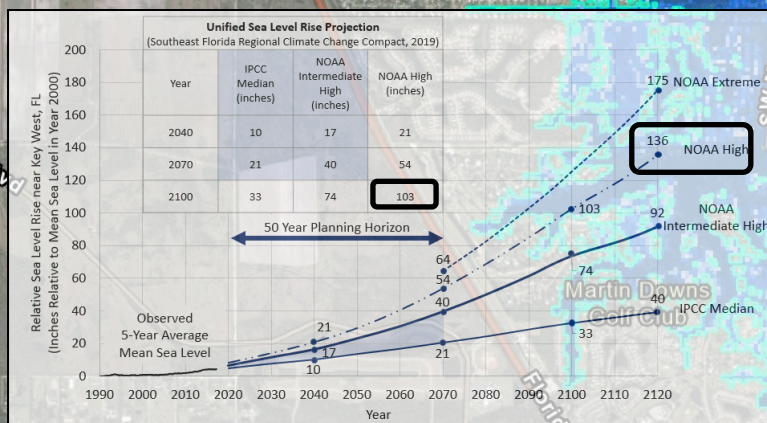 Unified Sea Level Rise Projection
(Southeast Florida Regional Climate Change Compact, 2019)
Year
IPCC
Median
(inches)
NOAA
Intermediate
High
(inches)
NOAA High
(inches)
2040 10 17 21
2070 21 40 54
2100 33 74 103
Relative Sea Level Rise near Key West, FL
(Inches Relative to Mean Sea Level in Year 2000)
200
180
160
140
120
100
80
60
40
20
0
50 Year Planning Horizon
Observed
5-Year Average
Mean Sea Level
175 NOAA Extreme
136
NOAA High
103
92
NOAA
Intermediate High
74
64
54
40
40
IPCC Median
33
21
21
17
10
Martin Downs
Golf Club
1990 2000 2010 2020 2030 2040 2050 2060 2070 2080 2090 2100 2110 2120
Year